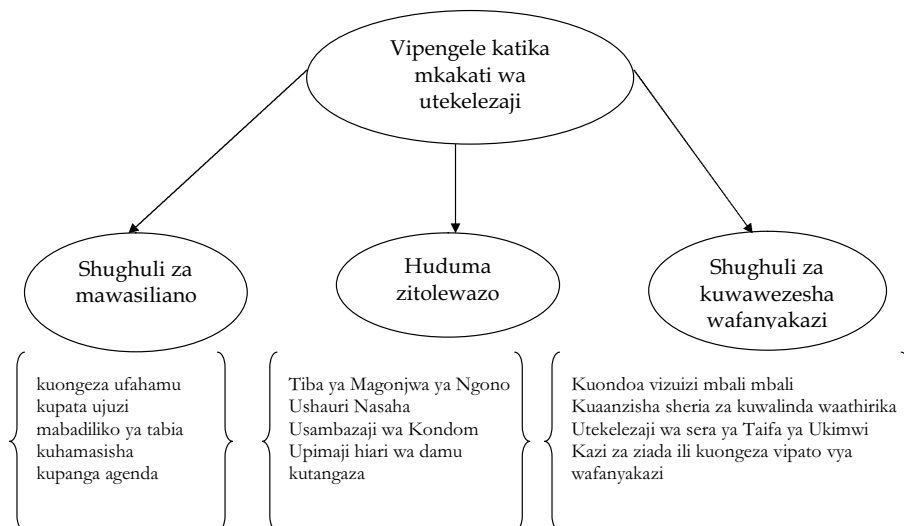 Vipengele katika
mkakati wa
utekelezaji
Shughuli za
mawasiliano
Huduma
zitolewazo
Shughuli za
kuwawezesha
wafanyakazi
kuongeza ufahamu
kupata ujuzi
mabadiliko ya tabia
kuhamasisha
kupanga agenda
Tiba ya Magonjwa ya Ngono
Ushauri Nasaha
Usambazaji wa Kondom
Upimaji hiari wa damu
kutangaza
Kuondoa vizuizi mbali mbali
Kuaanzisha sheria za kuwalinda waathirika
Utekelezaji wa sera ya Taifa ya Ukimwi
Kazi za ziada ili kuongeza vipato vya
wafanyakazi